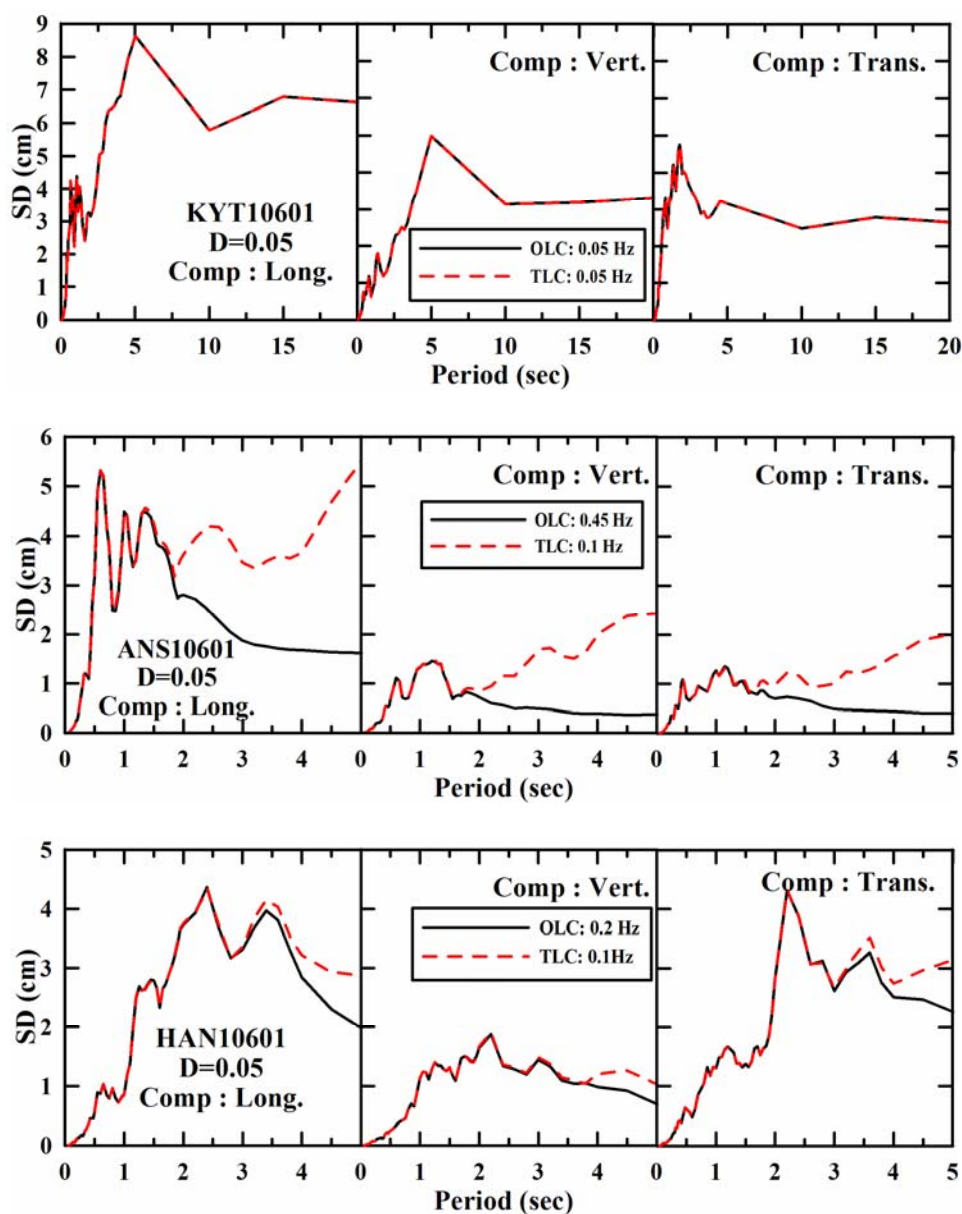 9
8
7
6
5
4
3
2
1
0
SD (cm)
KYT10601
D=0.05
Comp : Long.
Comp : Vert.
OLC: 0.05 Hz
TLC: 0.05 Hz
Comp : Trans.
0 5 10 15 0 5 10 15 0 5 10 15 20
Period (sec)
6
5
4
3
2
1
0
SD (cm)
ANS10601
D=0.05
Comp : Long.
Comp : Vert.
OLC: 0.45 Hz
TLC: 0.1 Hz
Comp : Trans.
0 1 2 3 4 0 1 2 3 4 0 1 2 3 4 5
Period (sec)
5
4
3
2
1
0
SD (cm)
HAN10601
D=0.05
Comp : Long.
Comp : Vert.
OLC: 0.2 Hz
TLC: 0.1Hz
Comp : Trans.
0 1 2 3 4 0 1 2 3 4 0 1 2 3 4 5
Period (sec)